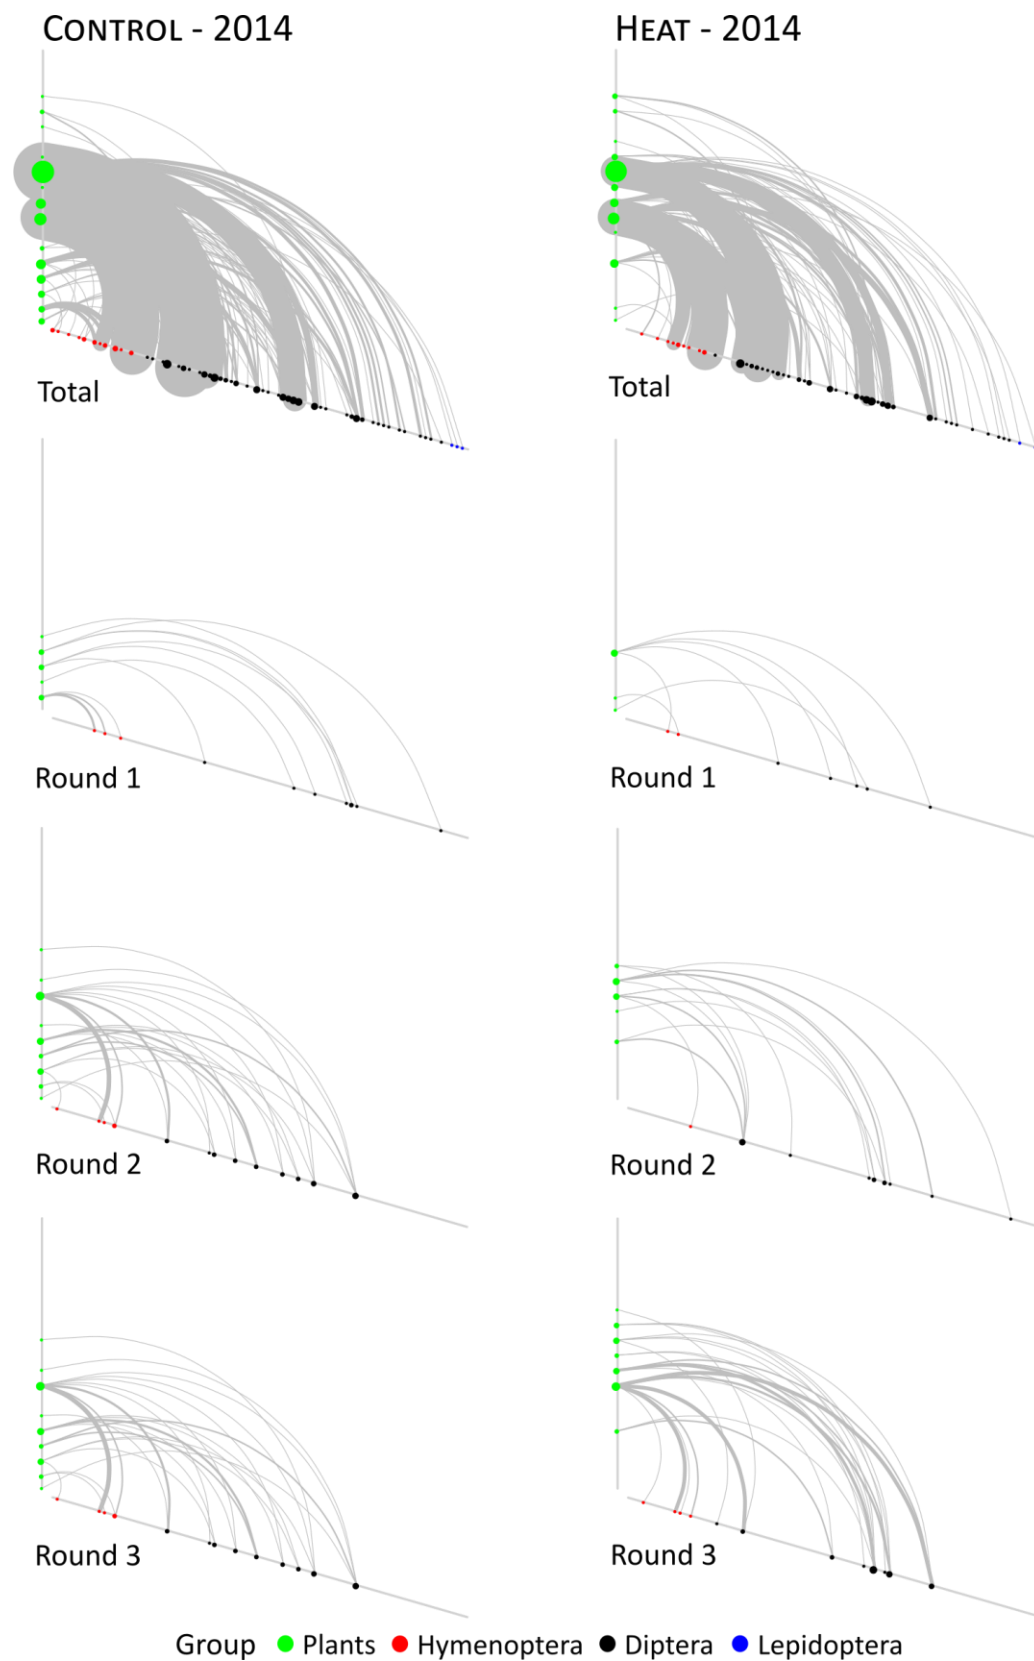 CONTROL - 2014
HEAT - 2014
Total
Total
Round 1
Round 1
Round 2
Round 2
Round 3
Round 3
Group Plants Hymenoptera Diptera Lepidoptera